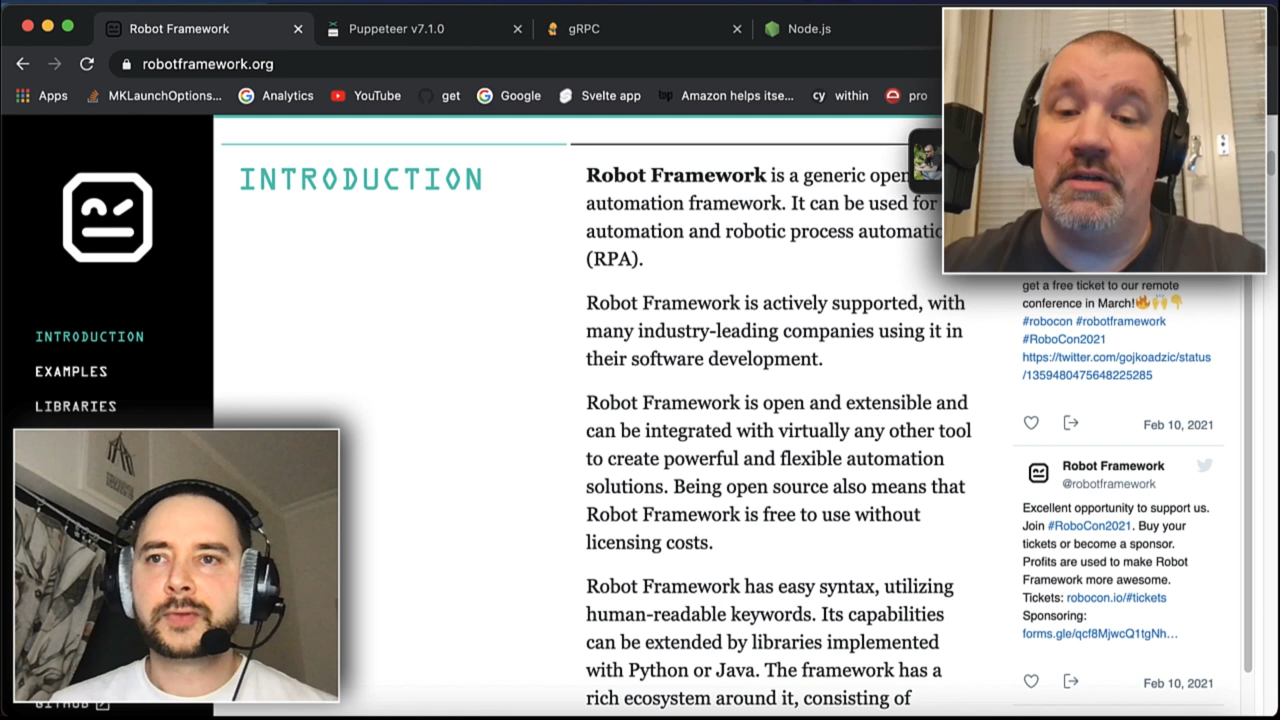 Robot Framework
Puppeteer v7.1.0
gRPC
Node.js
robotframework.org
Apps
MKLaunchOptions...
Analytics
YouTube
get
Google
Svelte app
top
Amazon helps itse...
cy
within
pro
INTRODUCTION
EXAMPLES
LIBRARIES
GITHUB
INTRODUCTION
Robot Framework is a generic open
automation framework. It can be used for
automation and robotic process automatic
(RPA).
Robot Framework is actively supported, with
many industry-leading companies using it in
their software development.
Robot Framework is open and extensible and
can be integrated with virtually any other tool
to create powerful and flexible automation
solutions. Being open source also means that
Robot Framework is free to use without
licensing costs.
Robot Framework has easy syntax, utilizing
human-readable keywords. Its capabilities
can be extended by libraries implemented
with Python or Java. The framework has a
rich ecosystem around it, consisting of
get a free ticket to our remote
conference in March!🔥🙌👇
#robocon #robotframework
#RoboCon2021
https://twitter.com/gojkoadzic/status
/1359480475648225285
Feb 10, 2021
Robot Framework
@robotframework
Excellent opportunity to support us.
Join #RoboCon2021. Buy your
tickets or become a sponsor.
Profits are used to make Robot
Framework more awesome.
Tickets: robocon.io/#tickets
Sponsoring:
forms.gle/qcf8MjwcQ1tgNh...
Feb 10, 2021